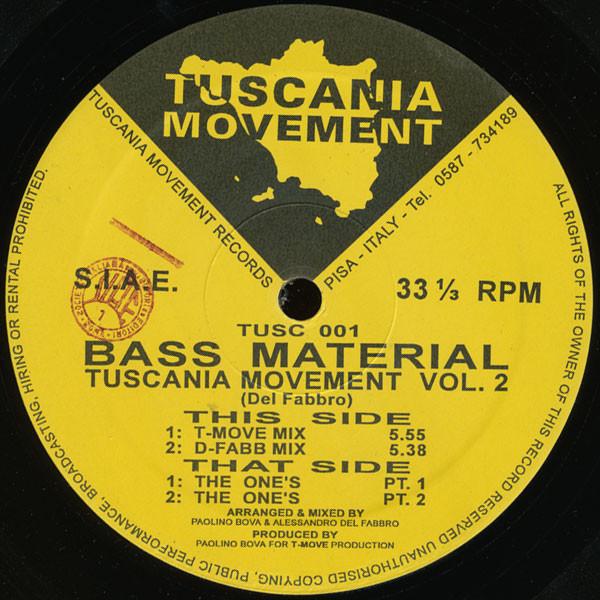 TUSCANIA
MOVEMENT
TUSCANIA MOVEMENT RECORDS
PISA - ITALY - Tel. 0587 - 734189
S.I.A.E.
33 ⅓ RPM
TUSC 001
BASS MATERIAL
TUSCANIA MOVEMENT VOL. 2
(Del Fabbro)
THIS SIDE
1: T-MOVE MIX 5.55
2: D-FABB MIX 5.38
THAT SIDE
1: THE ONE'S PT. 1
2: THE ONE'S PT. 2
ARRANGED & MIXED BY
PAOLINO BOVA & ALESSANDRO DEL FABBRO
PRODUCED BY
PAOLINO BOVA FOR T-MOVE PRODUCTION
ALL RIGHTS OF THE OWNER OF THIS RECORD RESERVED UNAUTHORISED COPYING, PUBLIC PERFORMANCE, BROADCASTING, HIRING OR RENTAL PROHIBITED.